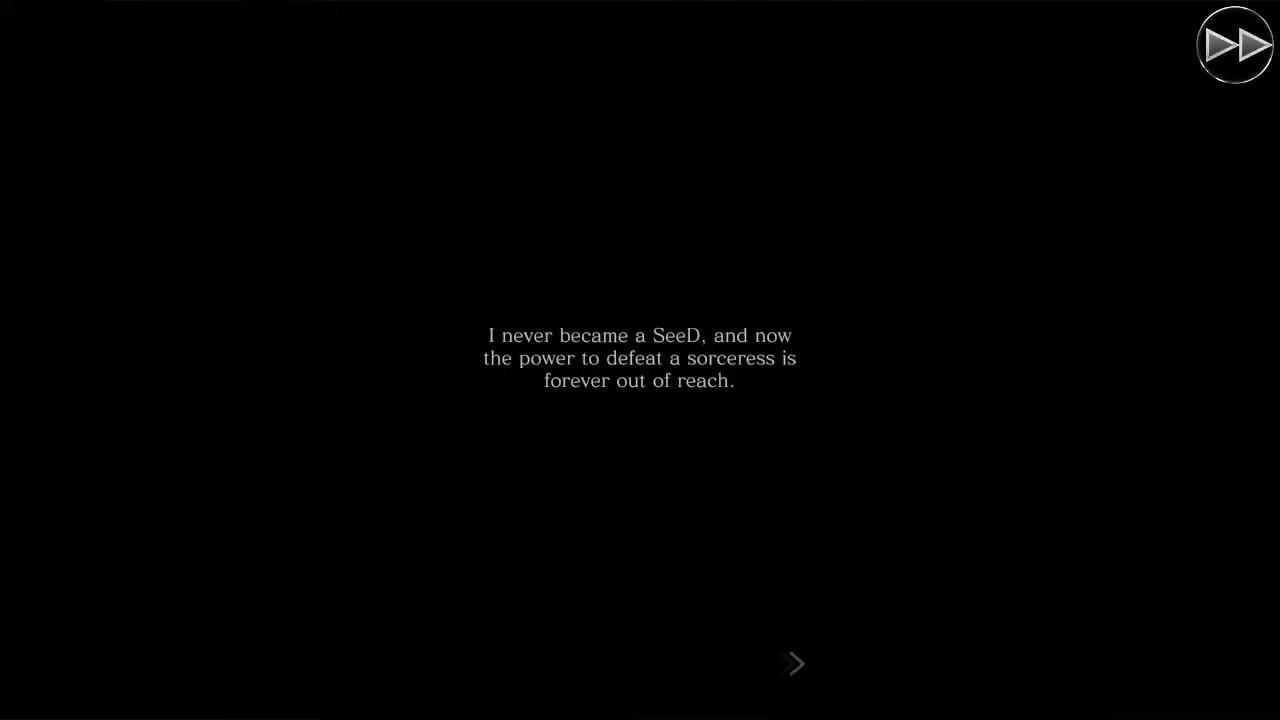 I never became a SeeD, and now
the power to defeat a sorceress is
forever out of reach.